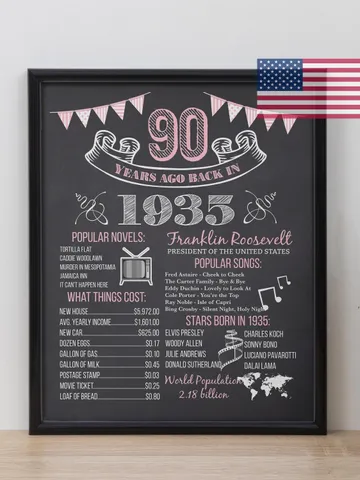 90
YEARS AGO BACK IN
1935
POPULAR NOVELS:
TORTILLA FLAT
CADDIE WOODLAWN
MURDER IN MESOPOTAMIA
JAMAICA INN
IT CAN'T HAPPEN HERE
WHAT THINGS COST:
NEW HOUSE $5,972.00
AVG. YEARLY INCOME $1,601.00
NEW CAR $625.00
DOZEN EGGS $0.17
GALLON OF GAS $0.10
GALLON OF MILK $0.45
POSTAGE STAMP $0.03
MOVIE TICKET $0.25
LOAF OF BREAD $0.80
Franklin Roosevelt
PRESIDENT OF THE UNITED STATES
POPULAR SONGS:
Fred Astaire - Cheek to Cheek
The Carter Family - Bye & Bye
Eddy Duchin - Lovely to Look At
Cole Porter - You're the Top
Ray Noble - Isle of Capri
Bing Crosby - Silent Night, Holy Night
STARS BORN IN 1935:
ELVIS PRESLEY
WOODY ALLEN
JULIE ANDREWS
DONALD SUTHERLAND
CHARLES KOCH
SONNY BONO
LUCIANO PAVAROTTI
DALAI LAMA
World Population
2.18 billion